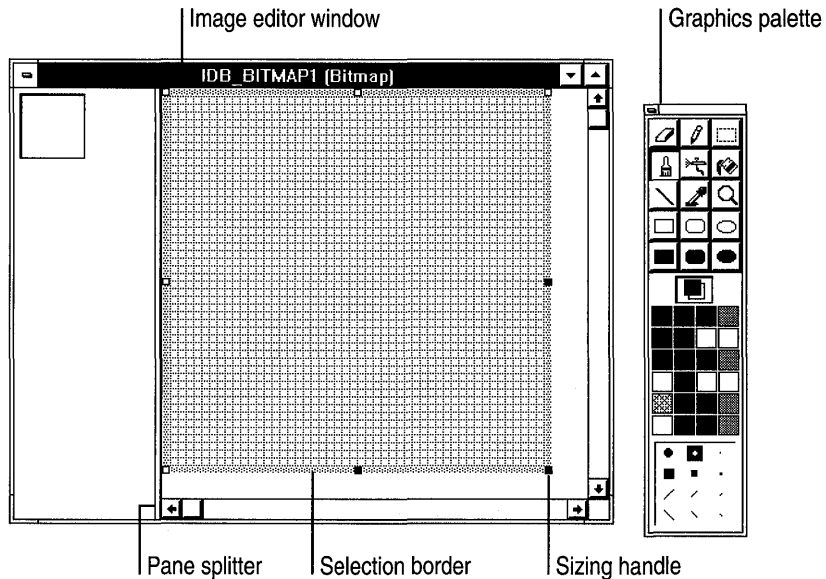 Image editor window
Graphics palette
IDB_BITMAP1 (Bitmap)
Pane splitter
Selection border
Sizing handle